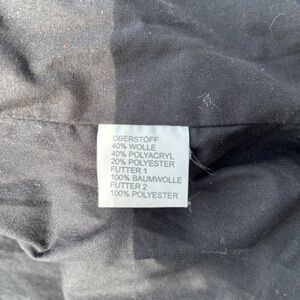 OBERSTOFF
40% WOLLE
40% POLYACRYL
20% POLYESTER
FUTTER 1
100% BAUMWOLLE
FUTTER 2
100% POLYESTER